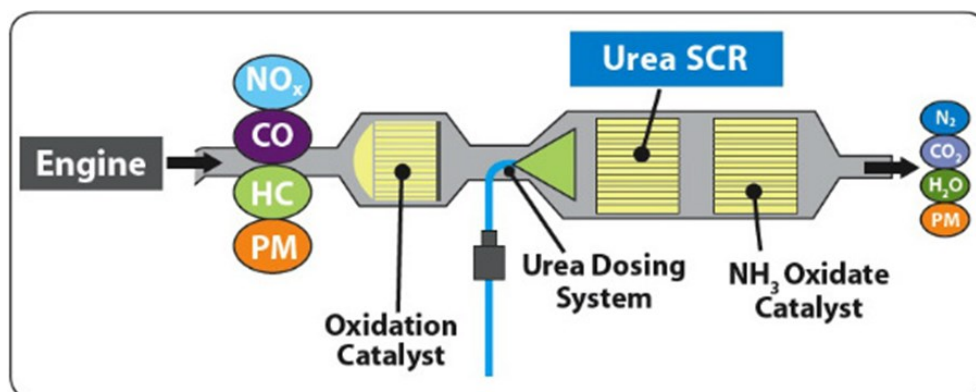 Urea SCR
NOx
CO
HC
PM
Engine
N2
CO2
H2O
PM
Urea Dosing
System
NH3 Oxidate
Catalyst
Oxidation
Catalyst